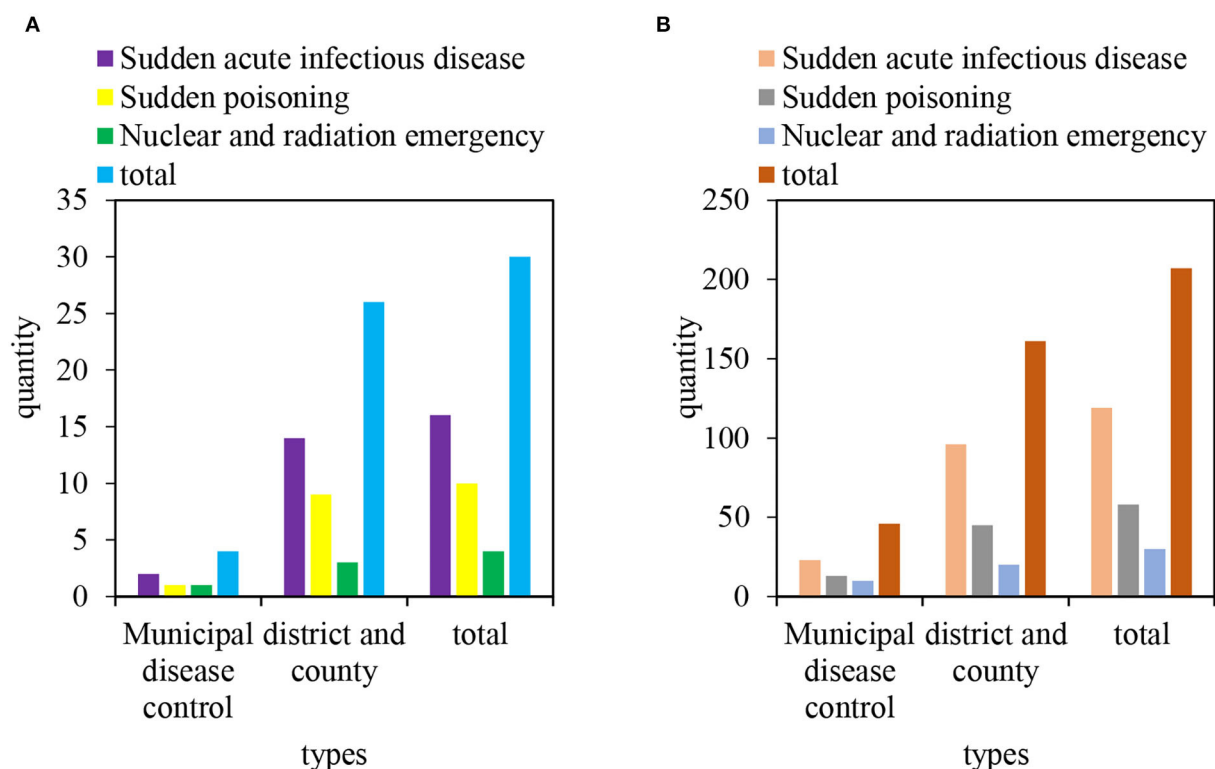 A
Sudden acute infectious disease
Sudden poisoning
Nuclear and radiation emergency
total
35
30
25
20
15
10
5
0
quantity
Municipal
disease
control
district and
county
total
types
B
Sudden acute infectious disease
Sudden poisoning
Nuclear and radiation emergency
total
250
200
150
100
50
0
quantity
Municipal
disease
control
district and
county
total
types